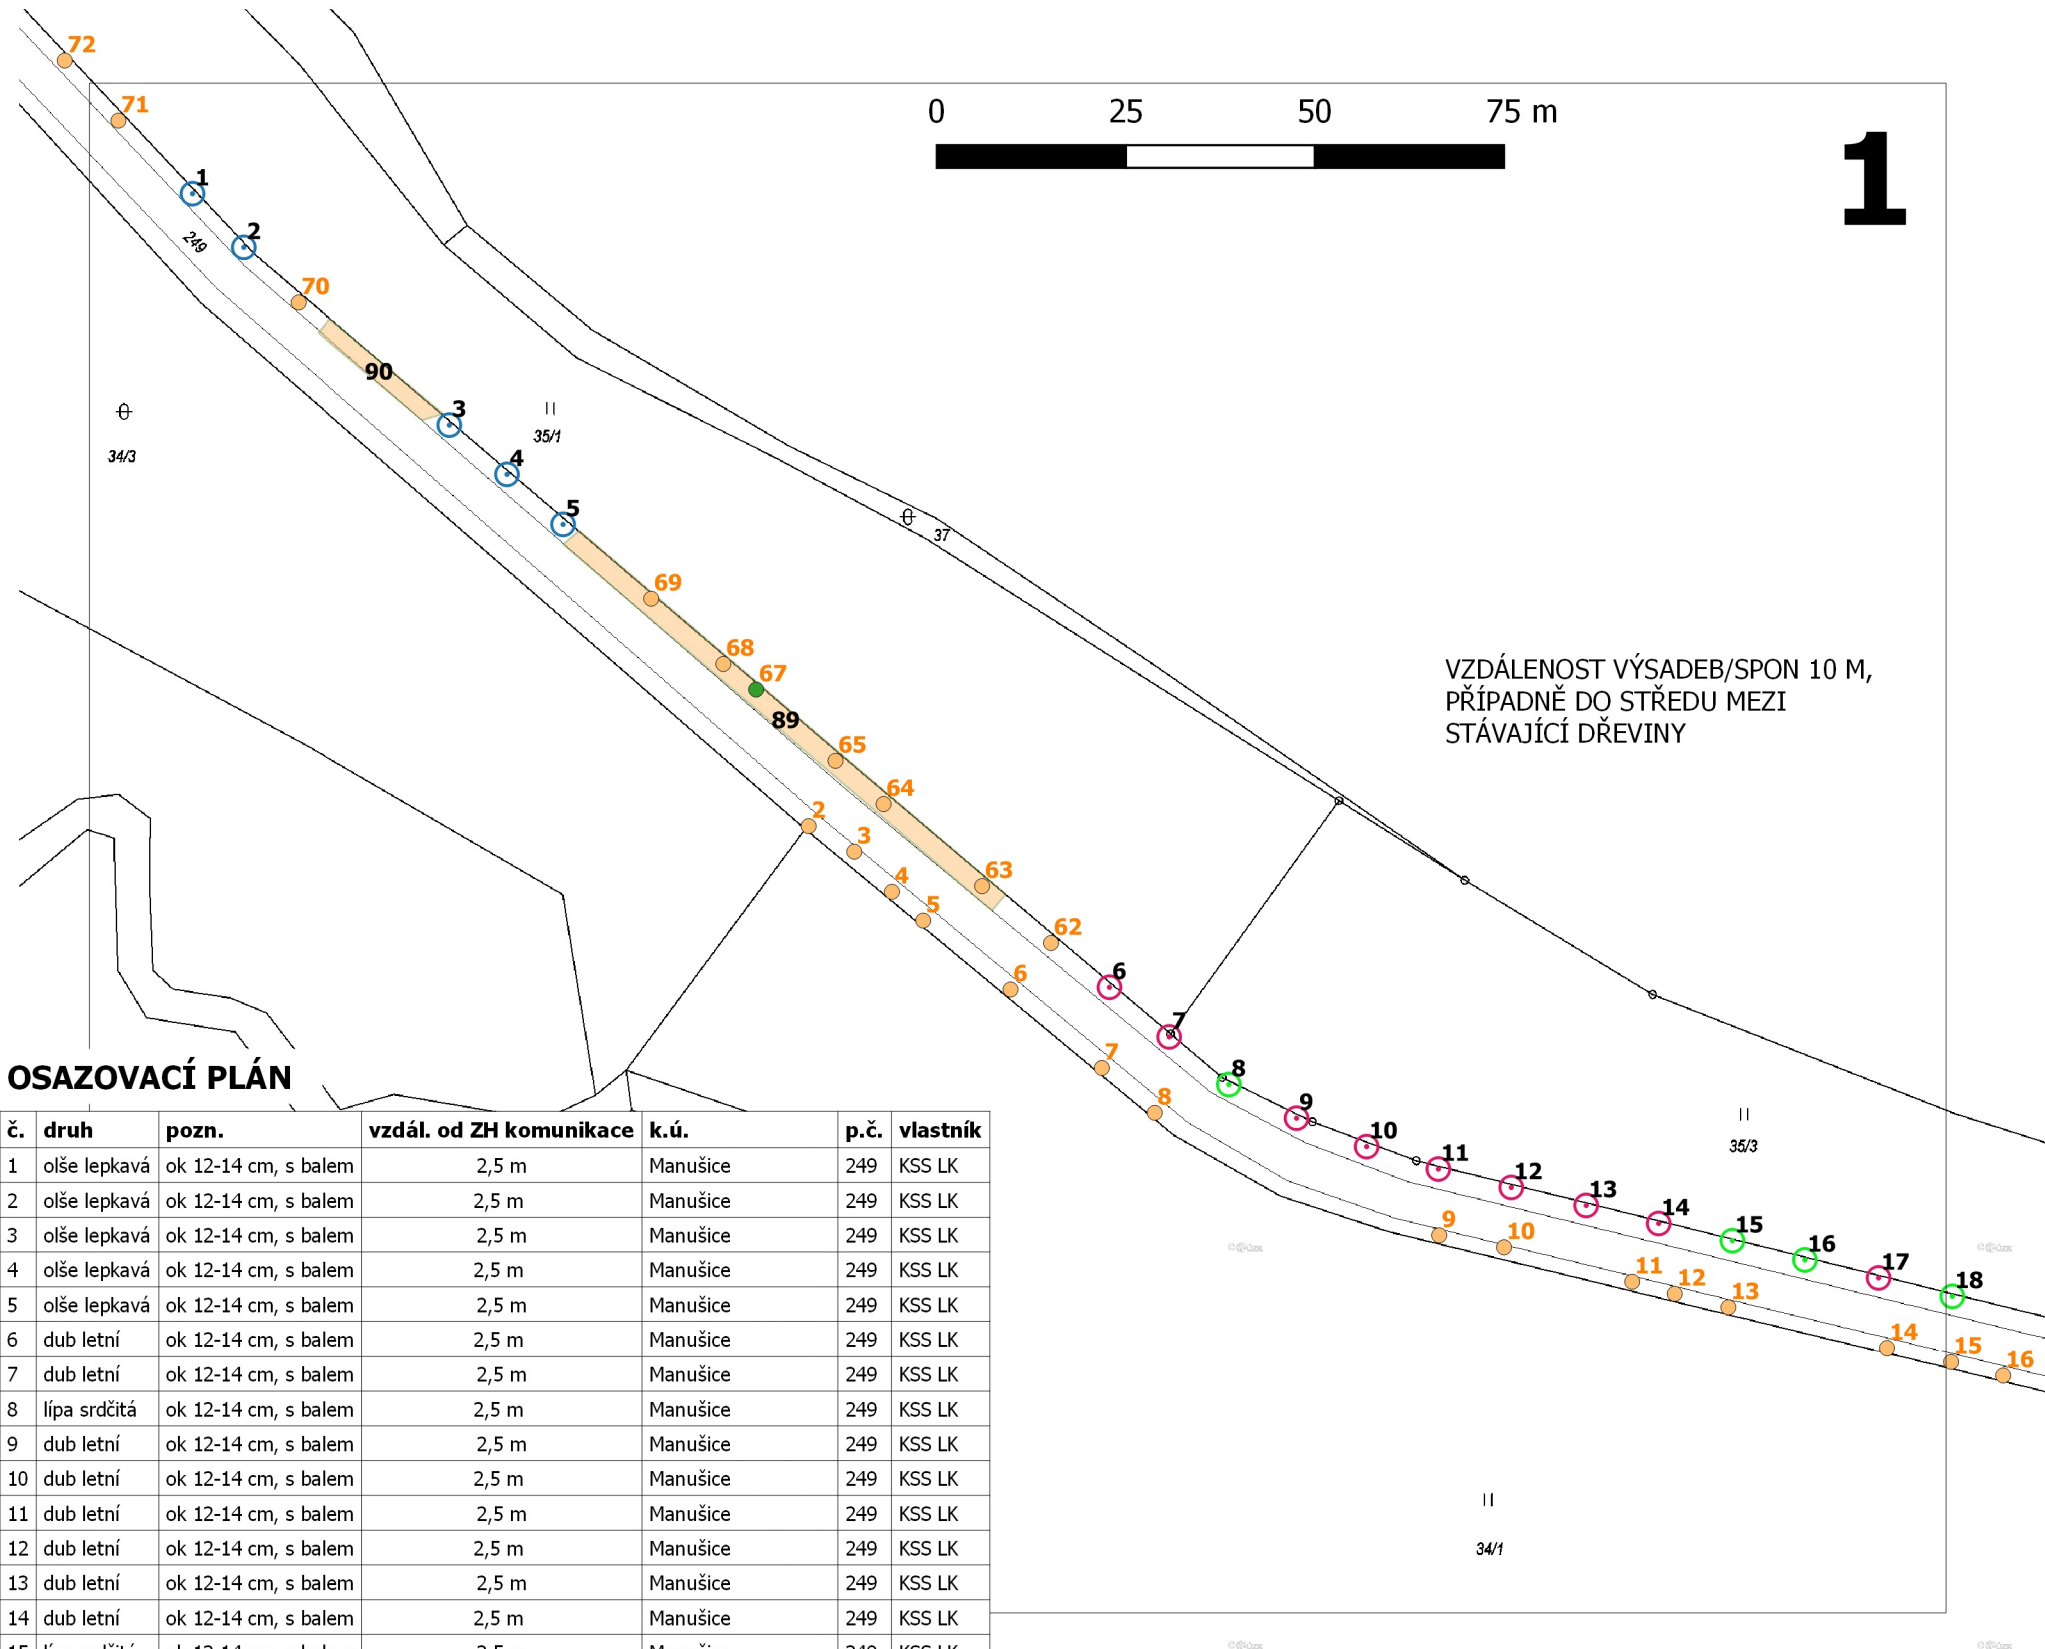 72
71
0 25 50 75 m
1
1
2
249
70
90
3
35/1
4
34/3
5
37
69
68
67
89
65
64
VZDÁLENOST VÝSADEB/SPON 10 M,
PŘÍPADNĚ DO STŘEDU MEZI
STÁVAJÍCÍ DŘEVINY
2
3
4
5
63
62
6
6
7
7
8
8
9
10
11
12
13
14
15
16
17
18
35/3
9
10
11
12
13
14
15
16
34/1
OSAZOVACÍ PLÁN
č. druh pozn. vzdál. od ZH komunikace k.ú. p.č. vlastník
1 olše lepkavá ok 12-14 cm, s balem 2,5 m Manušice 249 KSS LK
2 olše lepkavá ok 12-14 cm, s balem 2,5 m Manušice 249 KSS LK
3 olše lepkavá ok 12-14 cm, s balem 2,5 m Manušice 249 KSS LK
4 olše lepkavá ok 12-14 cm, s balem 2,5 m Manušice 249 KSS LK
5 olše lepkavá ok 12-14 cm, s balem 2,5 m Manušice 249 KSS LK
6 dub letní ok 12-14 cm, s balem 2,5 m Manušice 249 KSS LK
7 dub letní ok 12-14 cm, s balem 2,5 m Manušice 249 KSS LK
8 lípa srdčitá ok 12-14 cm, s balem 2,5 m Manušice 249 KSS LK
9 dub letní ok 12-14 cm, s balem 2,5 m Manušice 249 KSS LK
10 dub letní ok 12-14 cm, s balem 2,5 m Manušice 249 KSS LK
11 dub letní ok 12-14 cm, s balem 2,5 m Manušice 249 KSS LK
12 dub letní ok 12-14 cm, s balem 2,5 m Manušice 249 KSS LK
13 dub letní ok 12-14 cm, s balem 2,5 m Manušice 249 KSS LK
14 dub letní ok 12-14 cm, s balem 2,5 m Manušice 249 KSS LK